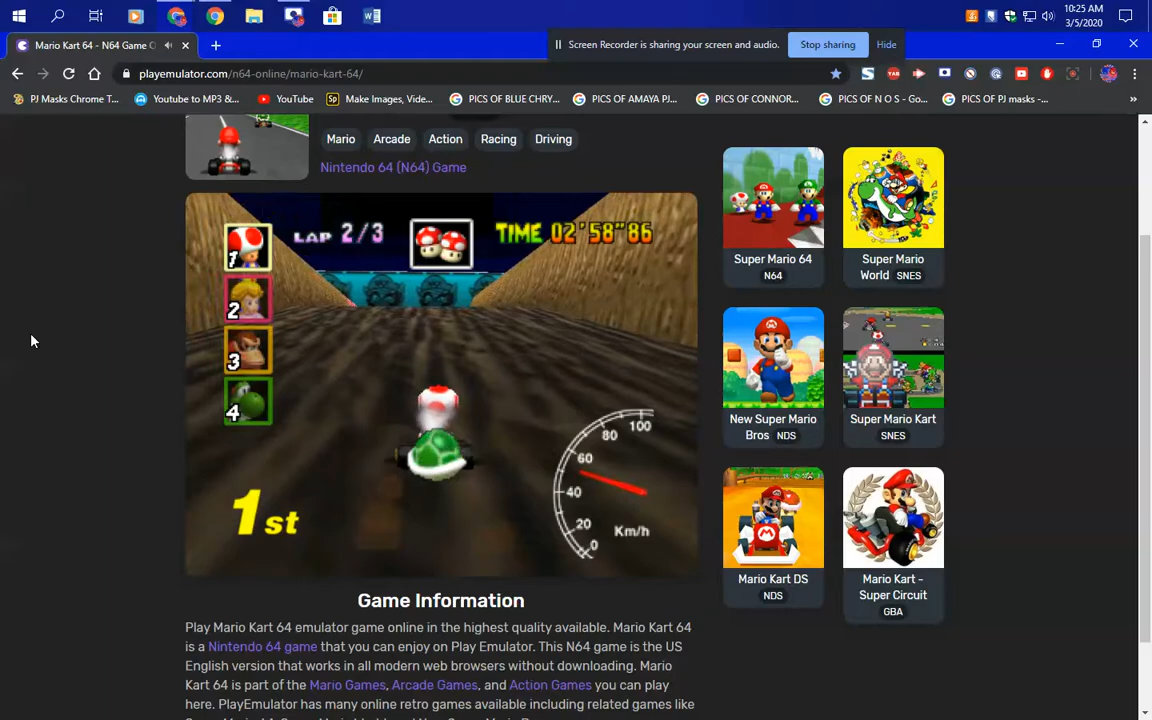 10:25 AM
3/5/2020
Mario Kart 64 - N64 Game O
Screen Recorder is sharing your screen and audio.
Stop sharing
Hide
playemulator.com/n64-online/mario-kart-64/
PJ Masks Chrome T...
Youtube to MP3 &...
YouTube
Make Images, Vide...
PICS OF BLUE CHRY...
PICS OF AMAYA PJ...
PICS OF CONNOR...
PICS OF N O S - Go...
PICS OF PJ masks -...
Mario
Arcade
Action
Racing
Driving
Nintendo 64 (N64) Game
LAP 2/3
TIME 02'58"86
1
2
3
4
1st
100
80
60
40
20
0
Km/h
Super Mario 64
N64
Super Mario
World SNES
New Super Mario
Bros NDS
Super Mario Kart
SNES
Mario Kart DS
NDS
Mario Kart -
Super Circuit
GBA
Game Information
Play Mario Kart 64 emulator game online in the highest quality available. Mario Kart 64
is a Nintendo 64 game that you can enjoy on Play Emulator. This N64 game is the US
English version that works in all modern web browsers without downloading. Mario
Kart 64 is part of the Mario Games, Arcade Games, and Action Games you can play
here. PlayEmulator has many online retro games available including related games like